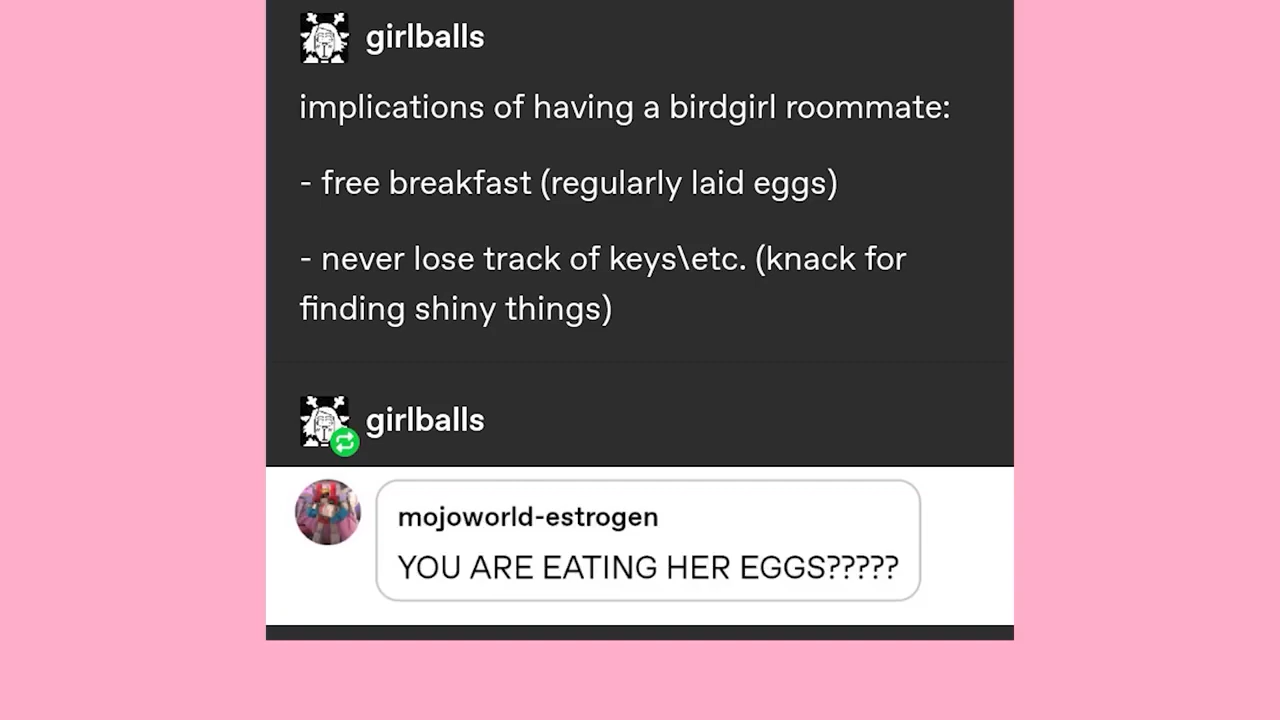 girlballs
implications of having a birdgirl roommate:
- free breakfast (regularly laid eggs)
- never lose track of keys\etc. (knack for
finding shiny things)
girlballs
mojoworld-estrogen
YOU ARE EATING HER EGGS?????